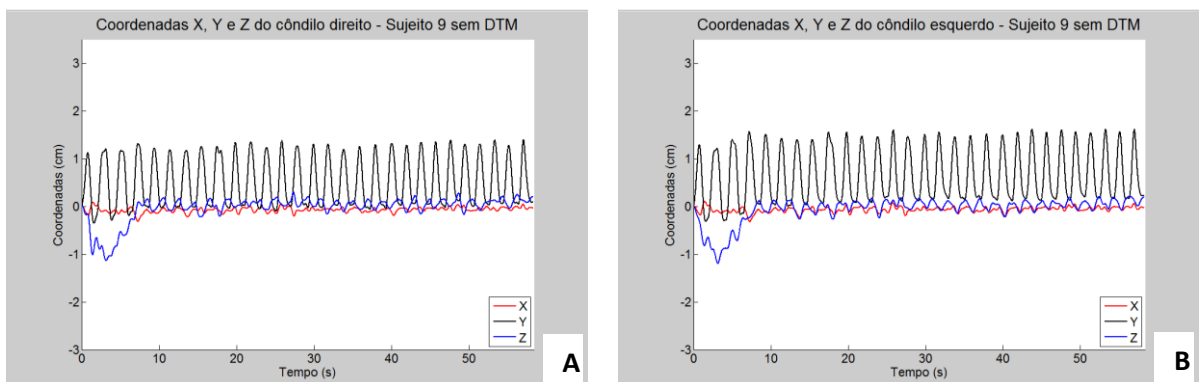 Coordenadas X, Y e Z do côndilo direito - Sujeito 9 sem DTM
Coordenadas (cm)
3
2
1
0
-1
-2
-3
0 10 20 30 40 50
Tempo (s)
X
Y
Z
A
Coordenadas X, Y e Z do côndilo esquerdo - Sujeito 9 sem DTM
Coordenadas (cm)
3
2
1
0
-1
-2
-3
0 10 20 30 40 50
Tempo (s)
X
Y
Z
B